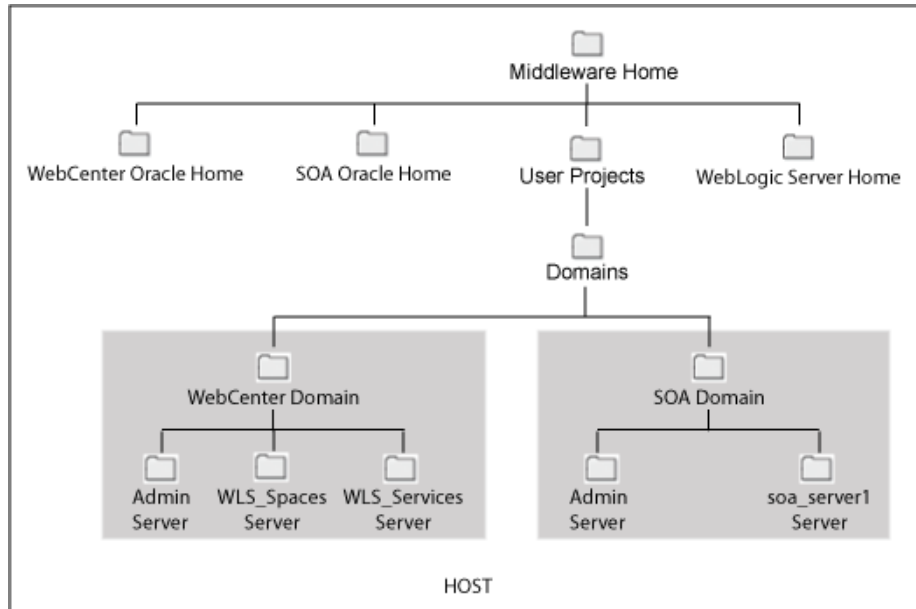 Middleware Home
WebCenter Oracle Home
SOA Oracle Home
User Projects
WebLogic Server Home
Domains
WebCenter Domain
SOA Domain
Admin
Server
WLS_Spaces
Server
WLS_Services
Server
Admin
Server
soa_server1
Server
HOST